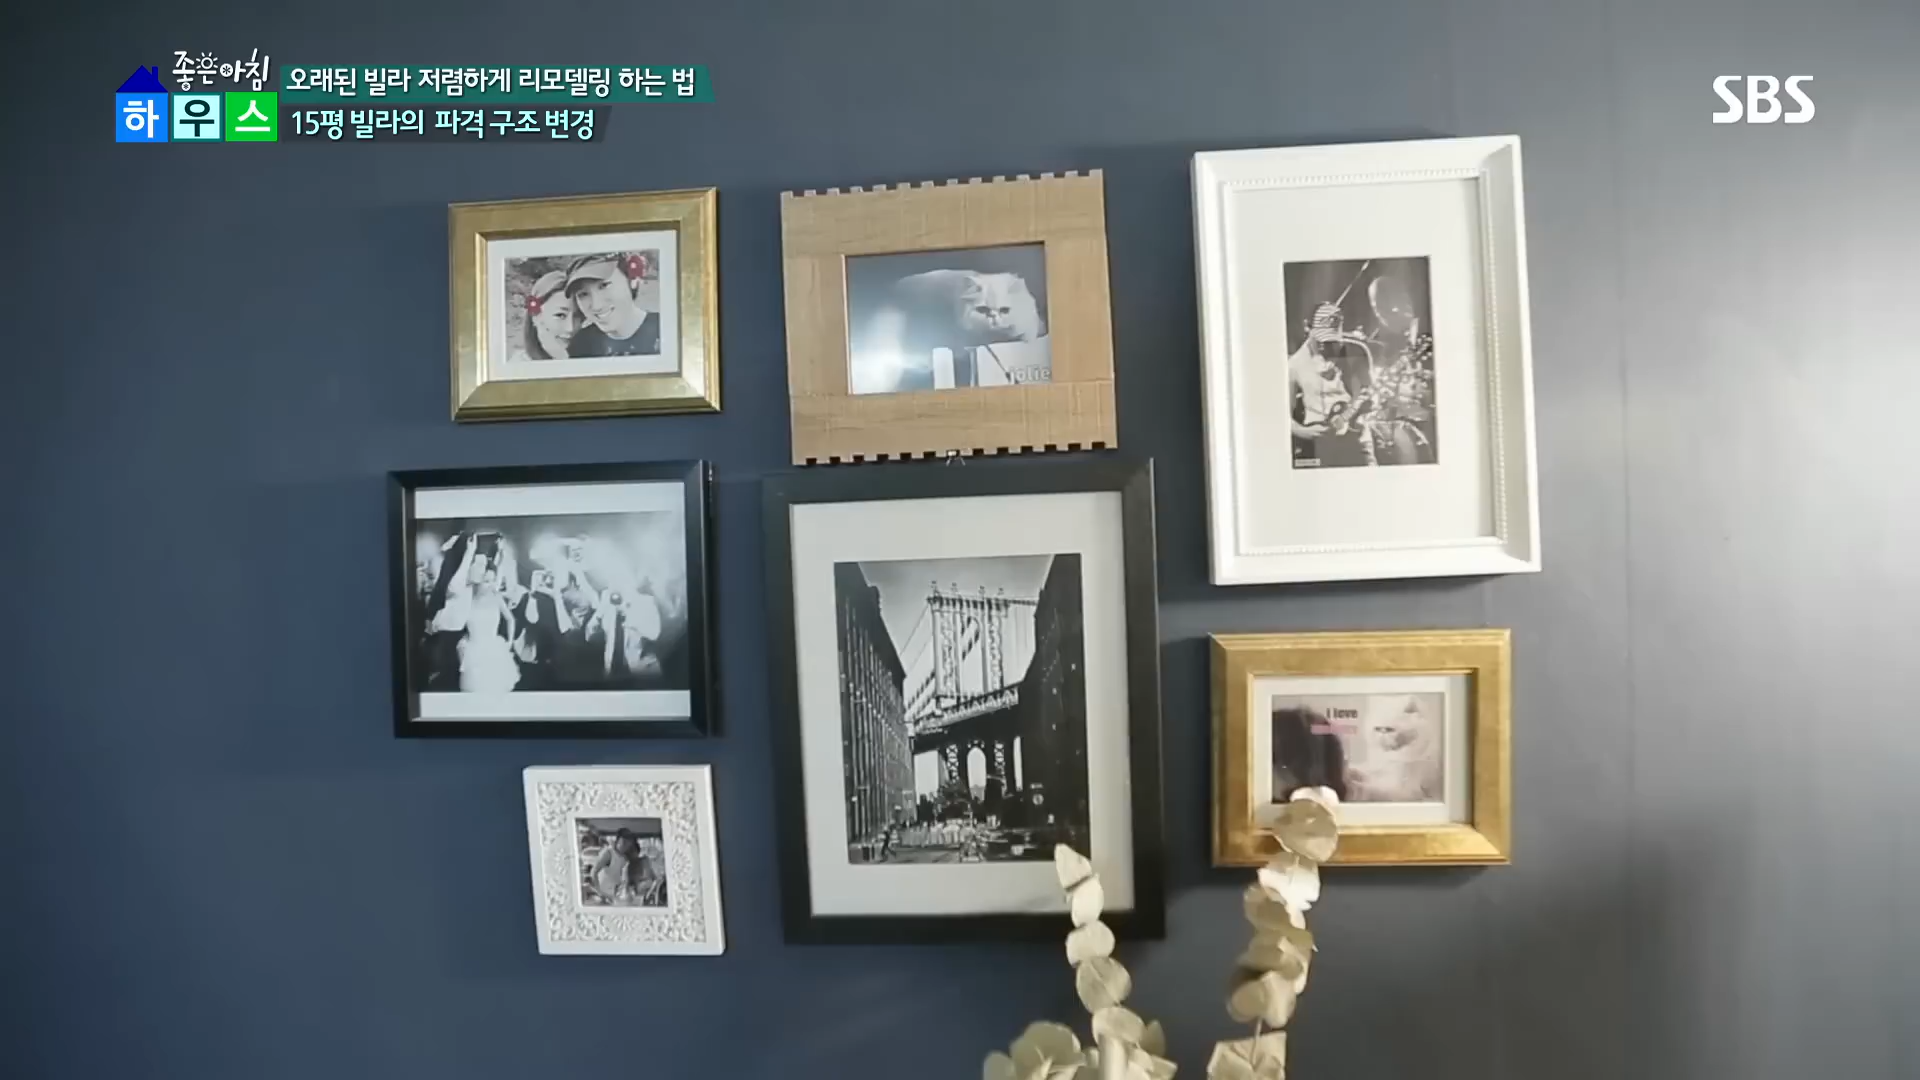 좋은아침
하우스
오래된 빌라 저렴하게 리모델링 하는 법
15평 빌라의 파격 구조 변경
SBS
jolie
I love